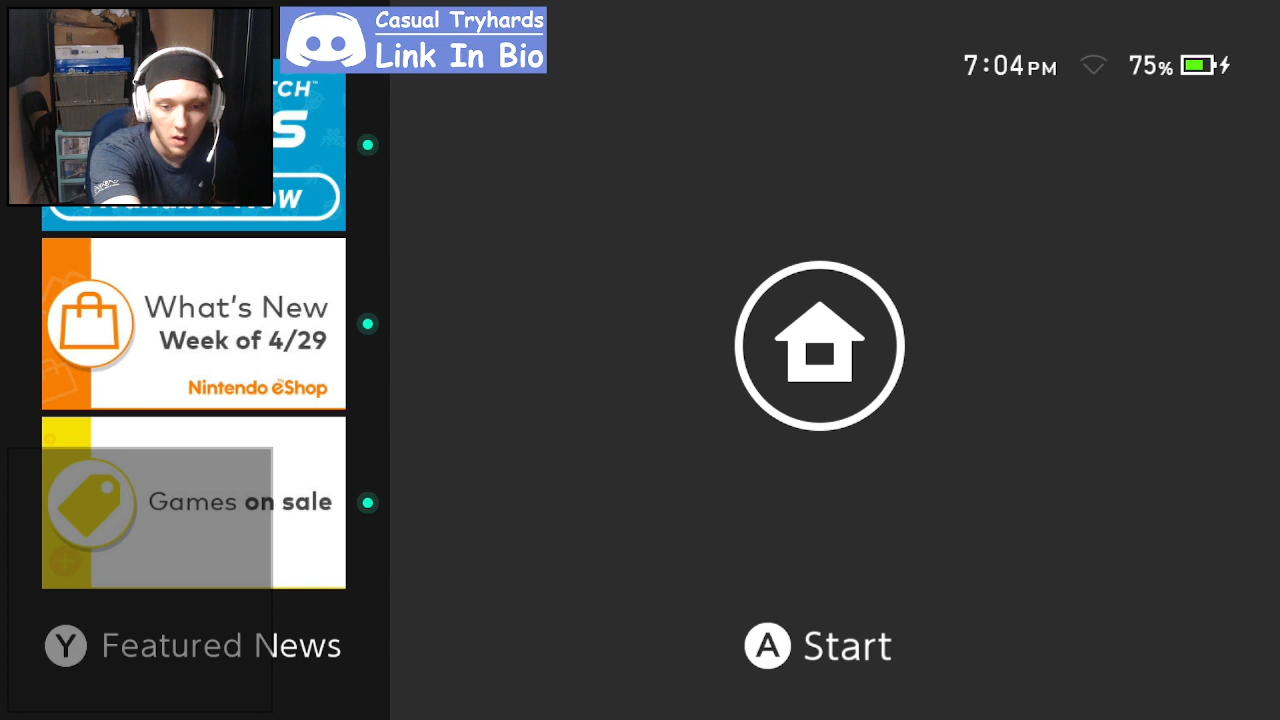 Casual Tryhards
Link In Bio
7:04PM
75%
What's New
Week of 4/29
Nintendo eShop
Games on sale
Y Featured News
A Start